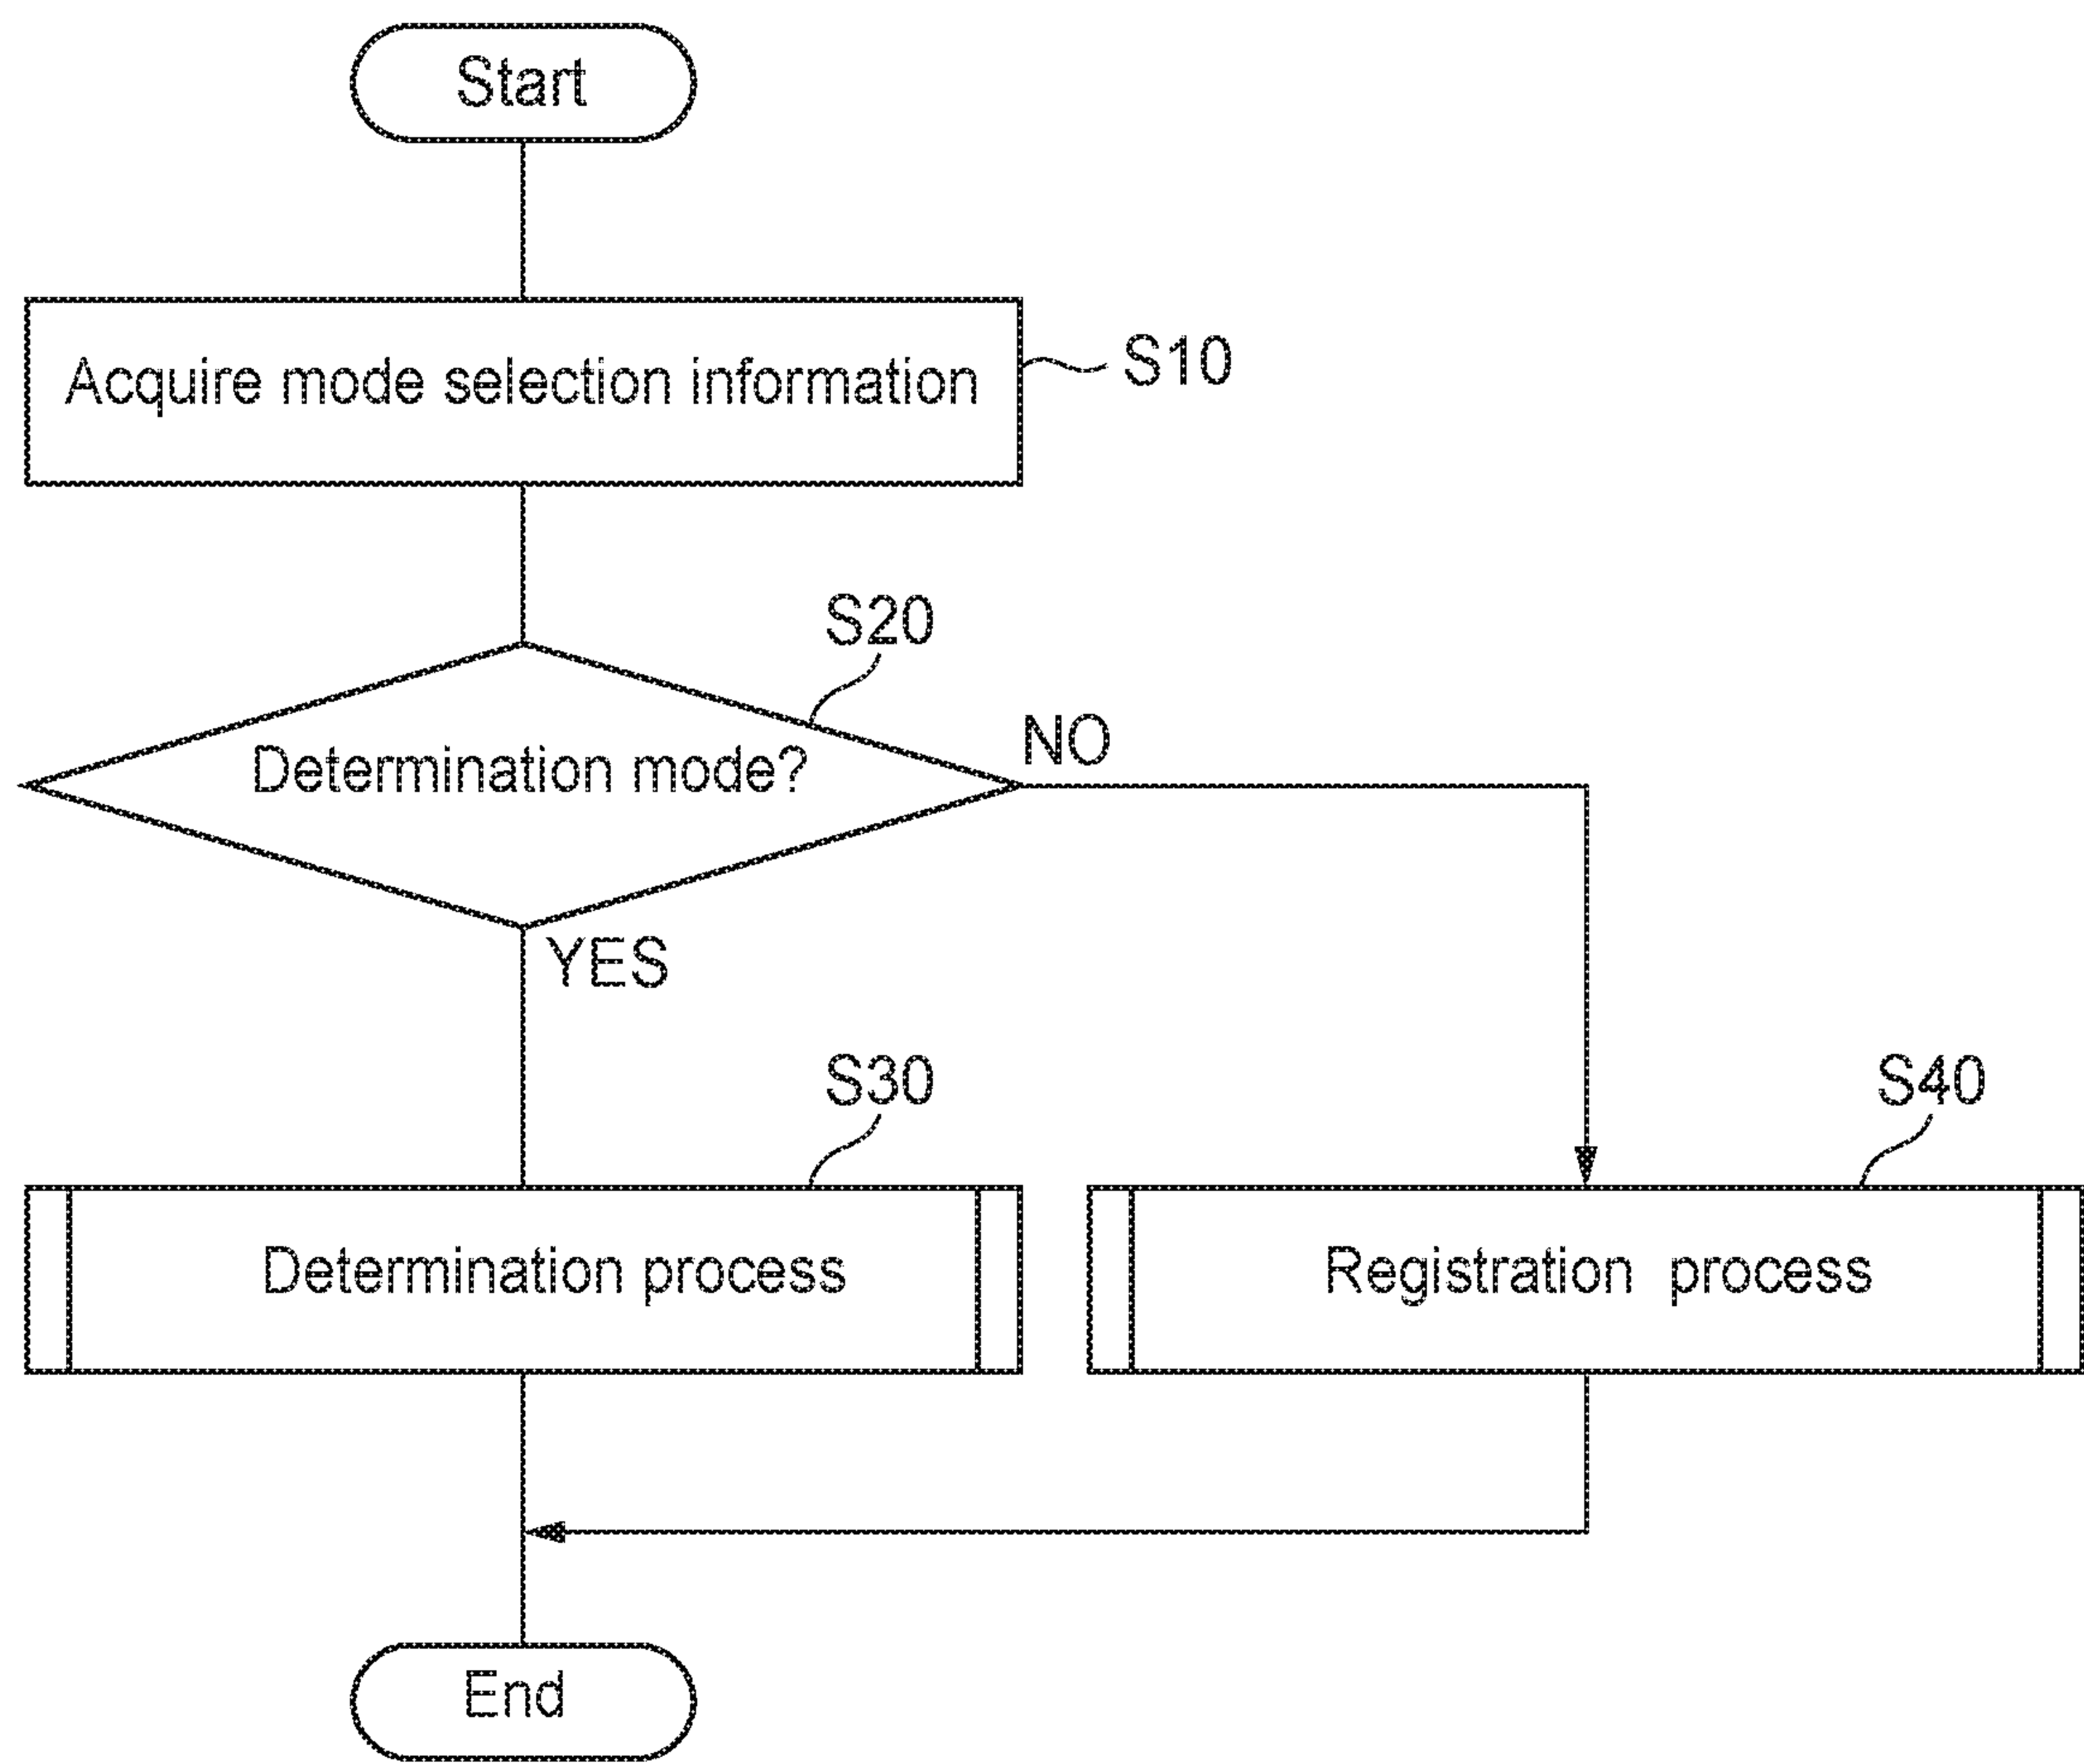 Start
Acquire mode selection information
S10
S20
Determination mode?
NO
YES
S30
S40
Determination process
Registration process
End